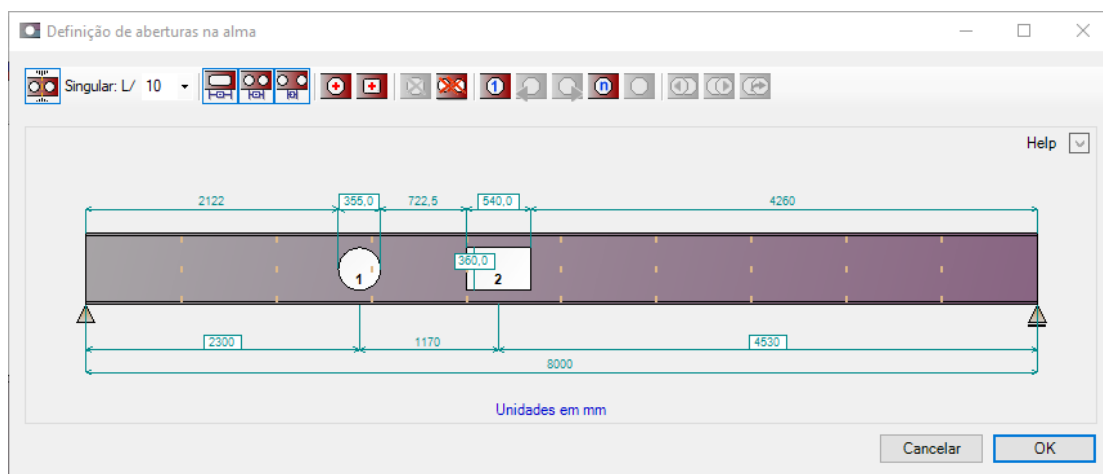 Definição de aberturas na alma
Singular: L/ 10
1 n
Help
2122 355,0 722,5 540,0 4260
360,0
1 2
2300 1170 4530
8000
Unidades em mm
Cancelar OK